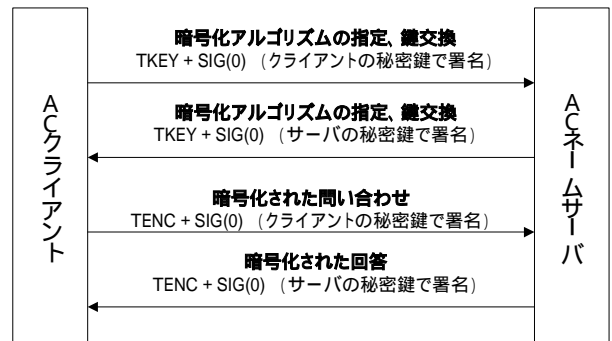 ACクライアント
暗号化アルゴリズムの指定、鍵交換
TKEY + SIG(0) (クライアントの秘密鍵で署名)
暗号化アルゴリズムの指定、鍵交換
TKEY + SIG(0) (サーバの秘密鍵で署名)
暗号化された問い合わせ
TENC + SIG(0) (クライアントの秘密鍵で署名)
暗号化された回答
TENC + SIG(0) (サーバの秘密鍵で署名)
ACネームサーバ